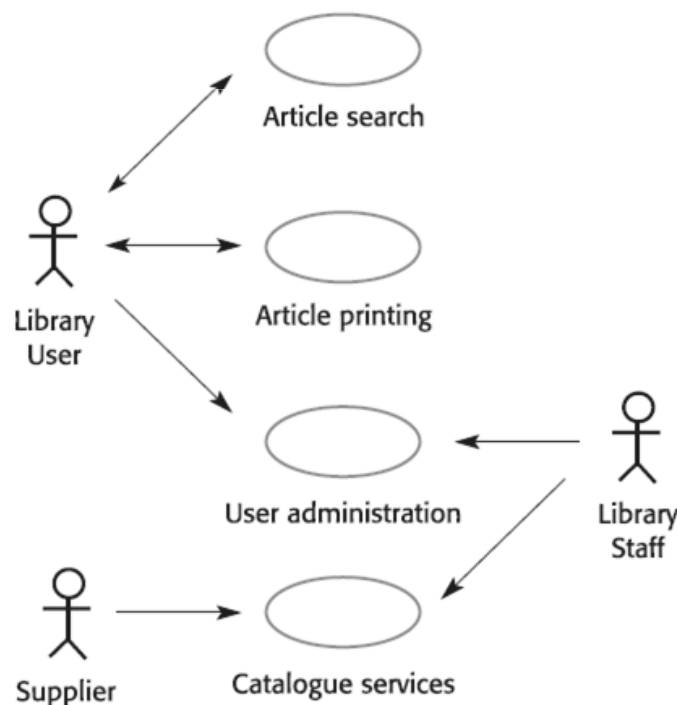 Article search
Library
User
Article printing
User administration
Library
Staff
Supplier
Catalogue services